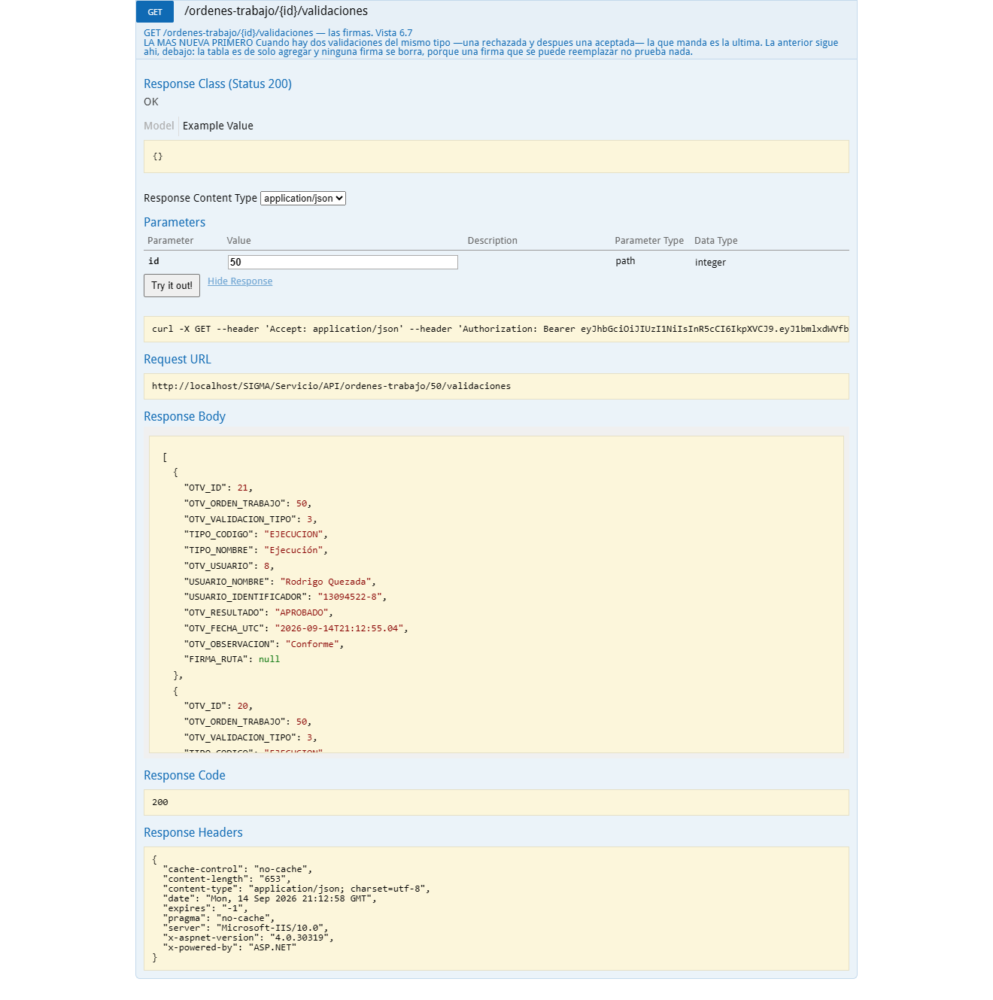 GET /ordenes-trabajo/{id}/validaciones
GET /ordenes-trabajo/{id}/validaciones — las firmas. Vista 6.7
LA MAS NUEVA PRIMERO Cuando hay dos validaciones del mismo tipo —una rechazada y despues una aceptada— la que manda es la ultima. La anterior sigue
ahi, debajo: la tabla es de solo agregar y ninguna firma se borra, porque una firma que se puede reemplazar no prueba nada.
Response Class (Status 200)
OK
Model Example Value
{}
Response Content Type application/json
Parameters
Parameter Value Description Parameter Type Data Type
id 50 path integer
Try it out! Hide Response
curl -X GET --header 'Accept: application/json' --header 'Authorization: Bearer eyJhbGciOiJIUzI1NiIsInR5cCI6IkpXVCJ9.eyJ1bmlxdWVfb
Request URL
http://localhost/SIGMA/Servicio/API/ordenes-trabajo/50/validaciones
Response Body
[
{
"OTV_ID": 21,
"OTV_ORDEN_TRABAJO": 50,
"OTV_VALIDACION_TIPO": 3,
"TIPO_CODIGO": "EJECUCION",
"TIPO_NOMBRE": "Ejecución",
"OTV_USUARIO": 8,
"USUARIO_NOMBRE": "Rodrigo Quezada",
"USUARIO_IDENTIFICADOR": "13094522-8",
"OTV_RESULTADO": "APROBADO",
"OTV_FECHA_UTC": "2026-09-14T21:12:55.04",
"OTV_OBSERVACION": "Conforme",
"FIRMA_RUTA": null
},
{
"OTV_ID": 20,
"OTV_ORDEN_TRABAJO": 50,
"OTV_VALIDACION_TIPO": 3,
"TIPO_CODIGO": "EJECUCION"
Response Code
200
Response Headers
{
"cache-control": "no-cache",
"content-length": "653",
"content-type": "application/json; charset=utf-8",
"date": "Mon, 14 Sep 2026 21:12:58 GMT",
"expires": "-1",
"pragma": "no-cache",
"server": "Microsoft-IIS/10.0",
"x-aspnet-version": "4.0.30319",
"x-powered-by": "ASP.NET"
}